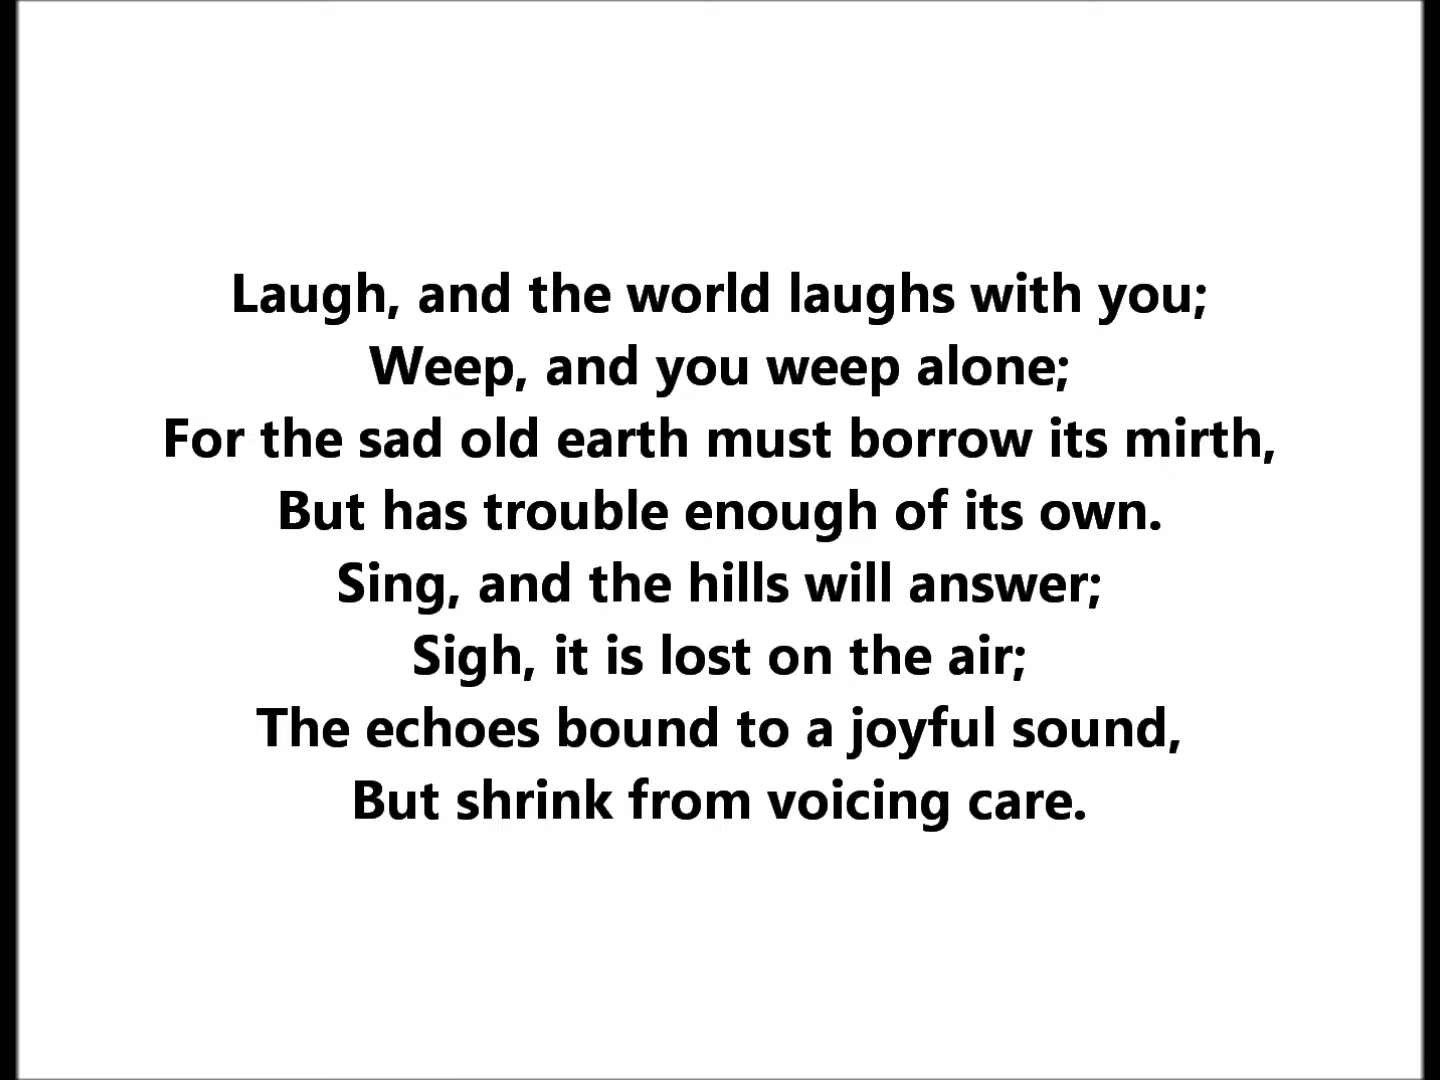 Laugh, and the world laughs with you;
Weep, and you weep alone;
For the sad old earth must borrow its mirth,
But has trouble enough of its own.
Sing, and the hills will answer;
Sigh, it is lost on the air;
The echoes bound to a joyful sound,
But shrink from voicing care.